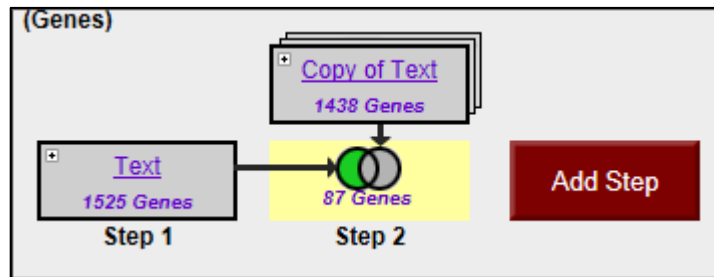 (Genes)
Copy of Text
1438 Genes
Text
1525 Genes
87 Genes
Add Step
Step 1
Step 2